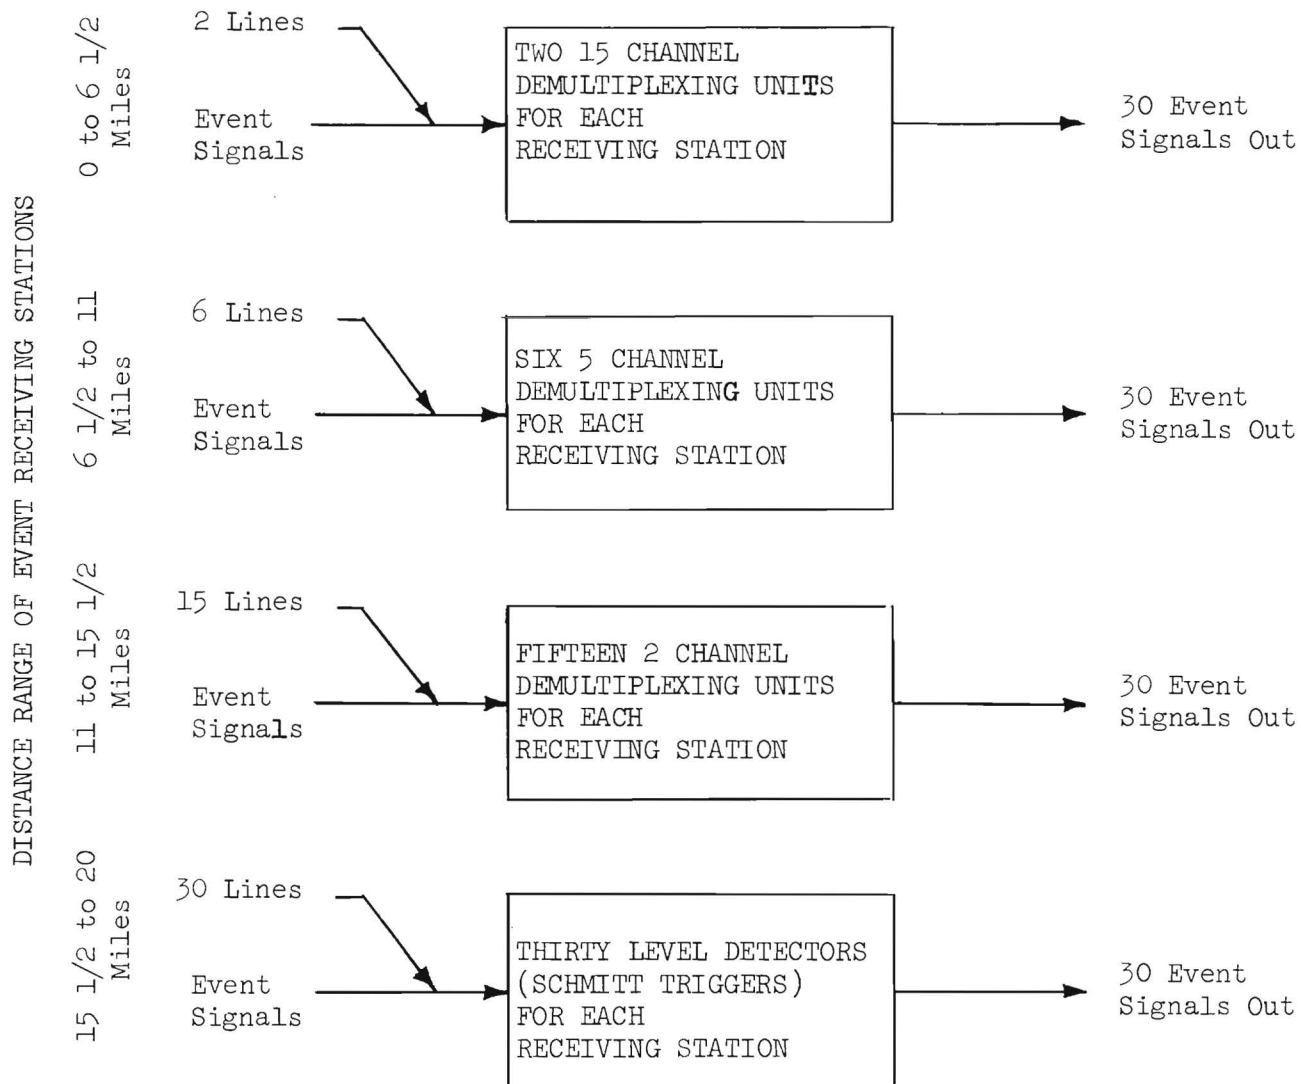 DISTANCE RANGE OF EVENT RECEIVING STATIONS
0 to 6 1/2
Miles
2 Lines
Event
Signals
TWO 15 CHANNEL
DEMULTIPLEXING UNITS
FOR EACH
RECEIVING STATION
30 Event
Signals Out
6 1/2 to 11
Miles
6 Lines
Event
Signals
SIX 5 CHANNEL
DEMULTIPLEXING UNITS
FOR EACH
RECEIVING STATION
30 Event
Signals Out
11 to 15 1/2
Miles
15 Lines
Event
Signals
FIFTEEN 2 CHANNEL
DEMULTIPLEXING UNITS
FOR EACH
RECEIVING STATION
30 Event
Signals Out
15 1/2 to 20
Miles
30 Lines
Event
Signals
THIRTY LEVEL DETECTORS
(SCHMITT TRIGGERS)
FOR EACH
RECEIVING STATION
30 Event
Signals Out